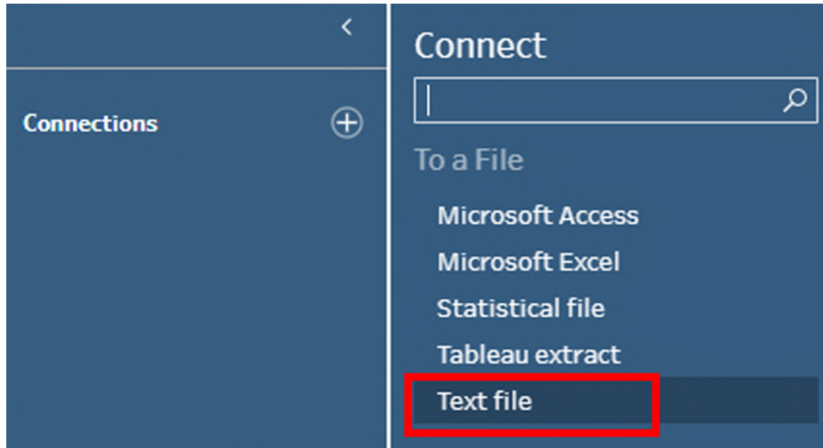 Connections
Connect
To a File
Microsoft Access
Microsoft Excel
Statistical file
Tableau extract
Text file